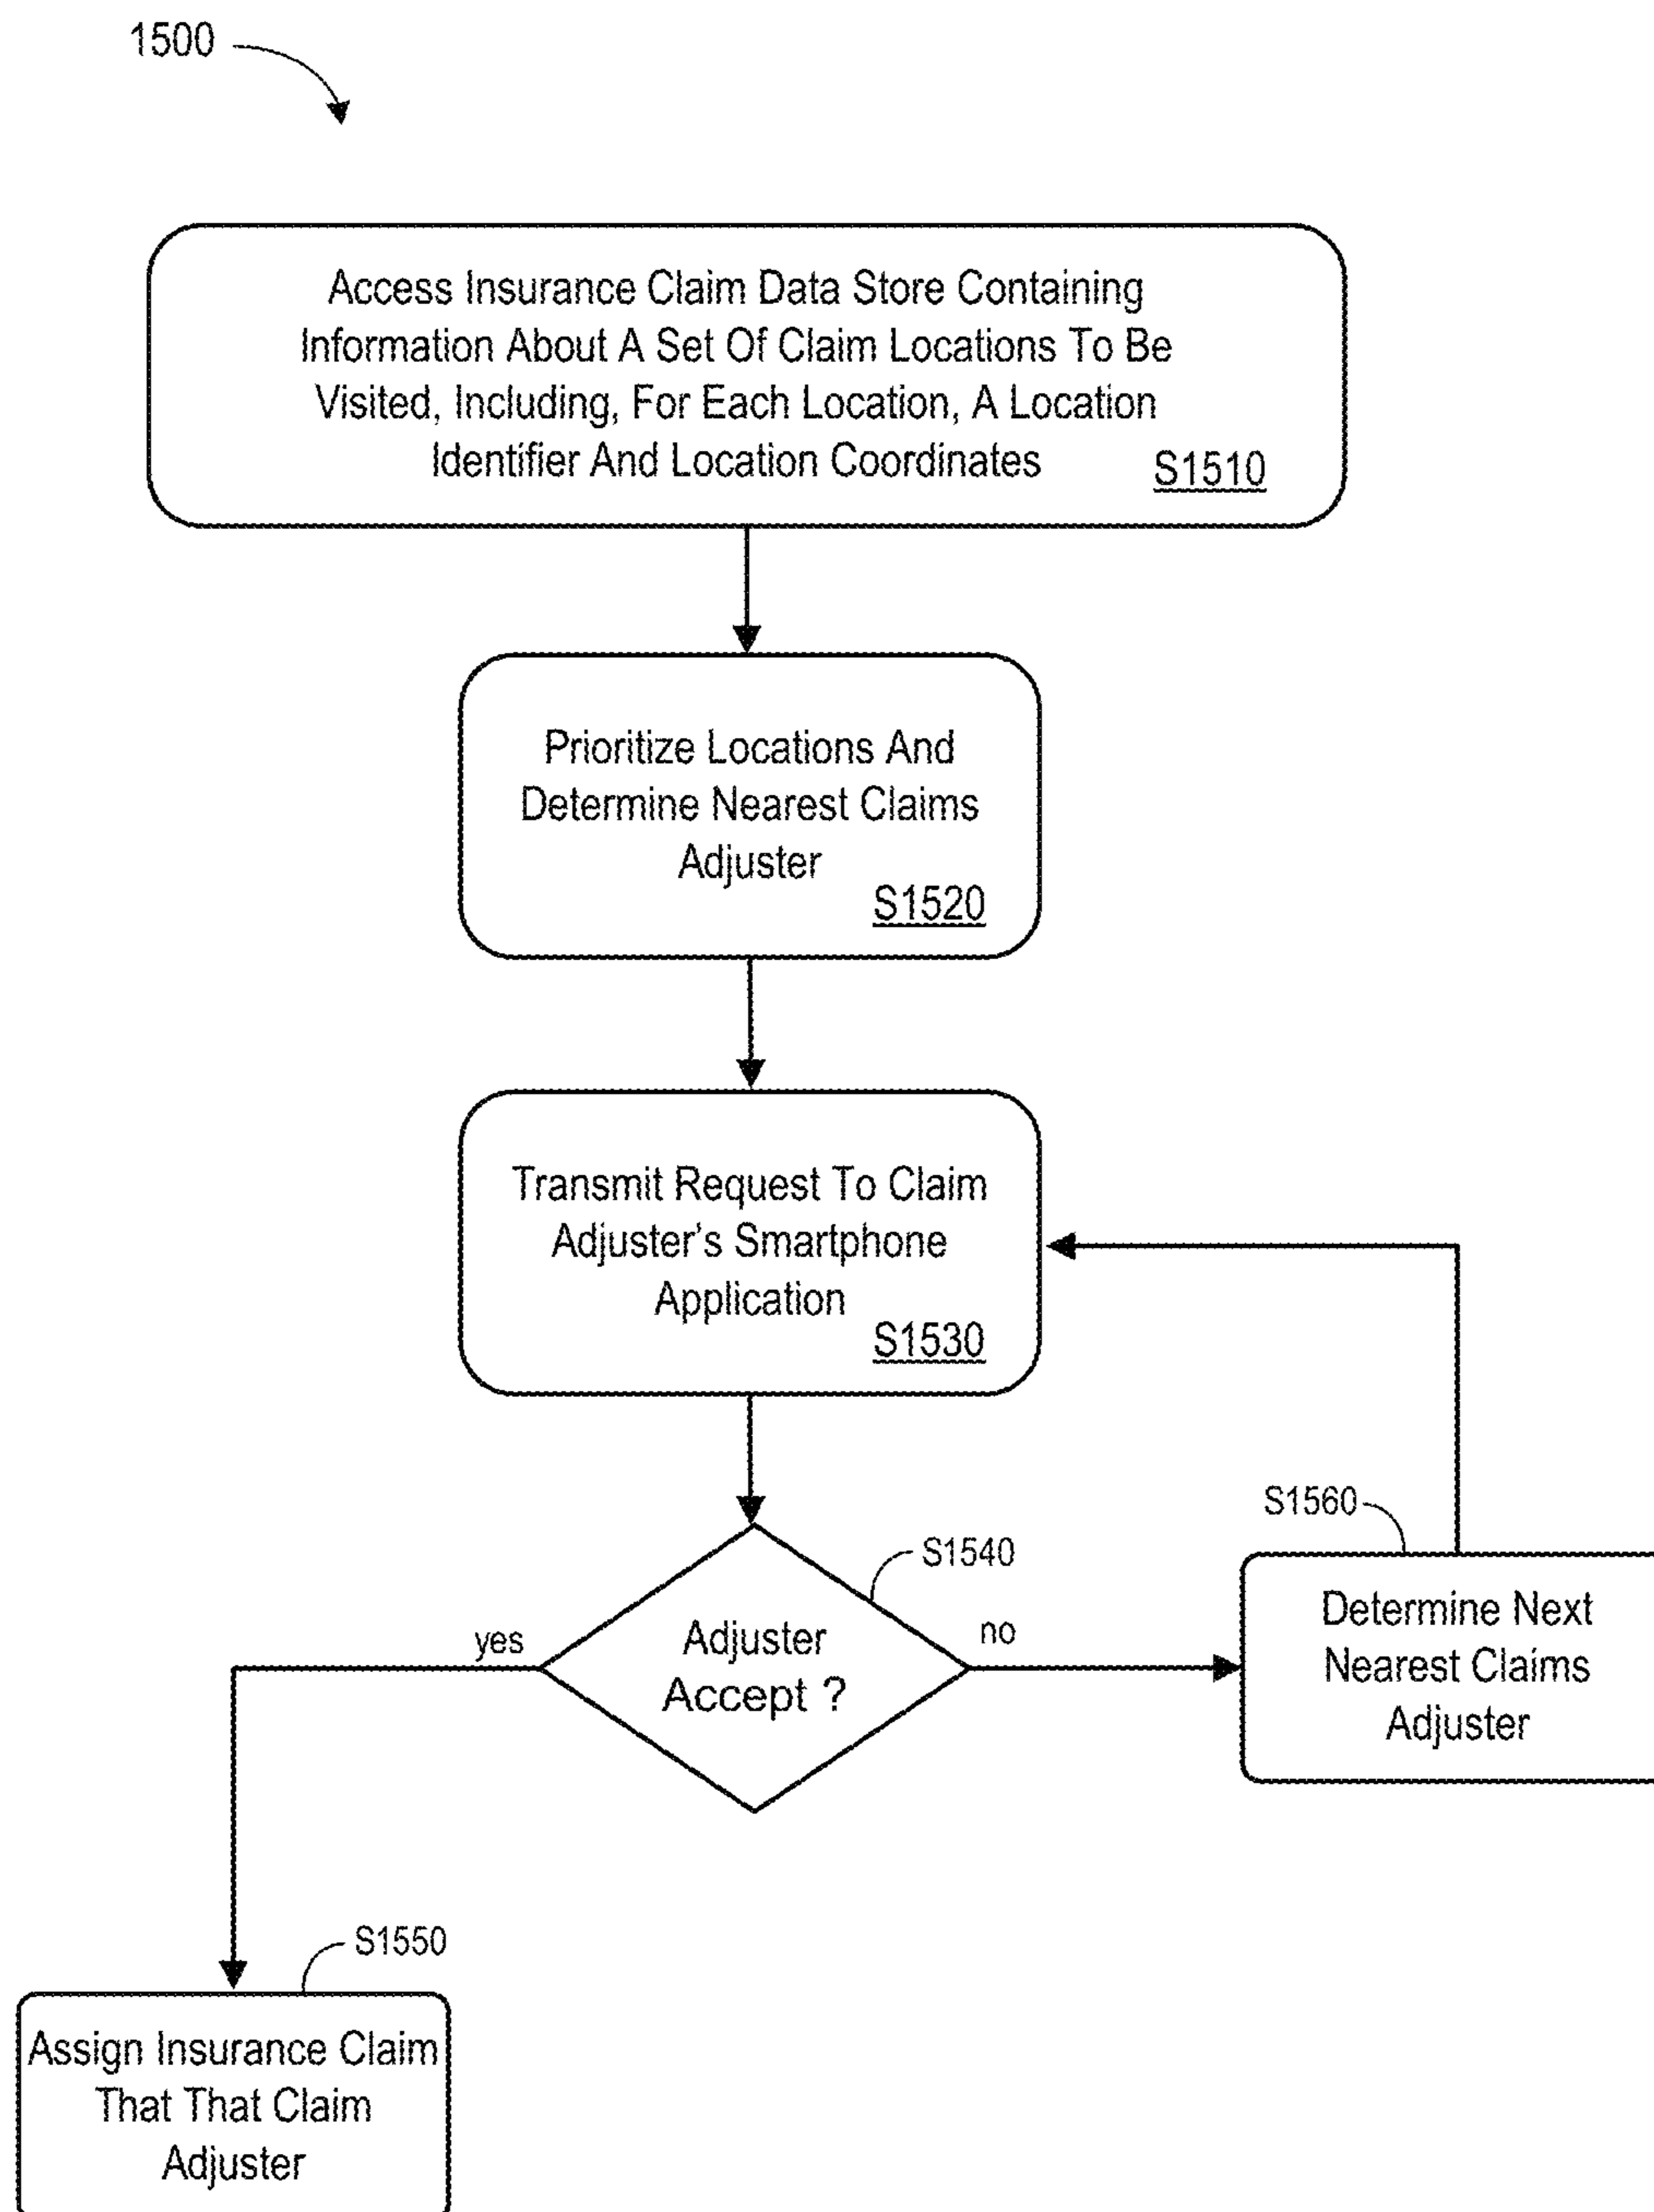 1500
Access Insurance Claim Data Store Containing
Information About A Set Of Claim Locations To Be
Visited, Including, For Each Location, A Location
Identifier And Location Coordinates
S1510
Prioritize Locations And
Determine Nearest Claims
Adjuster
S1520
Transmit Request To Claim
Adjuster's Smartphone
Application
S1530
S1540
Adjuster
Accept ?
yes
no
S1560
Determine Next
Nearest Claims
Adjuster
S1550
Assign Insurance Claim
That That Claim
Adjuster